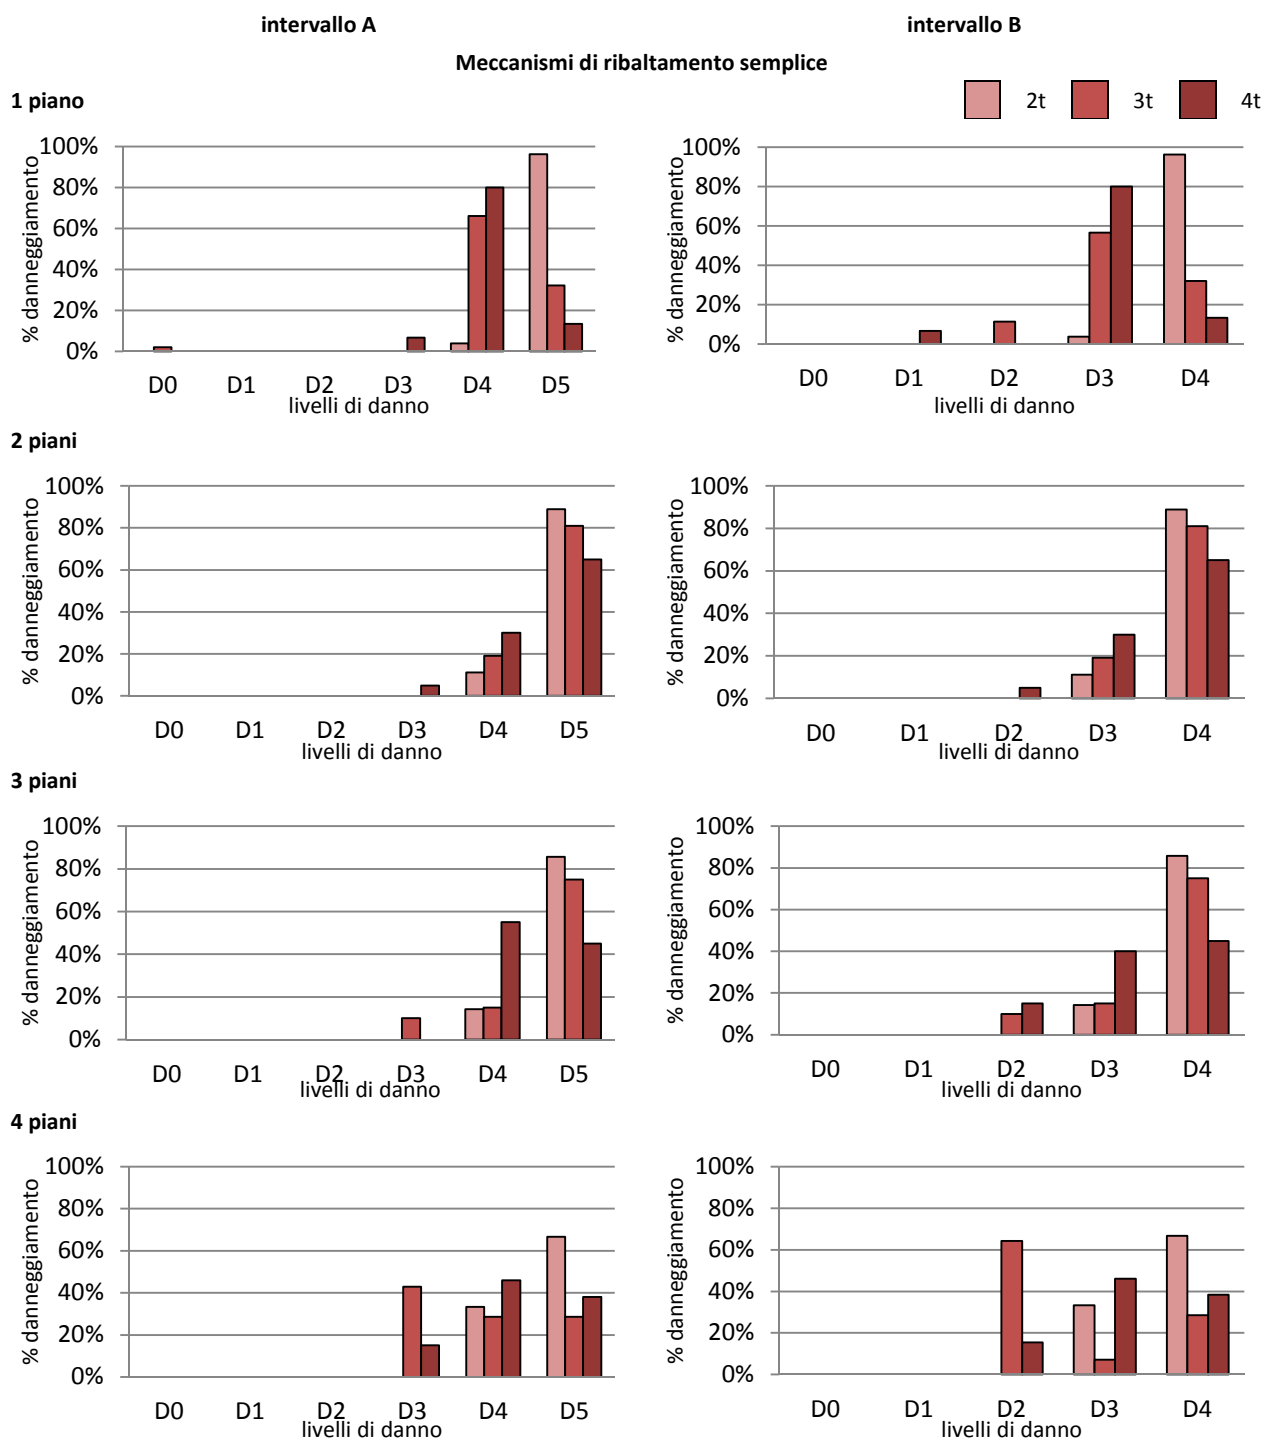 intervallo A
intervallo B
Meccanismi di ribaltamento semplice
2t 3t 4t
1 piano
% danneggiamento
100%
80%
60%
40%
20%
0%
D0 D1 D2 D3 D4 D5
livelli di danno
% danneggiamento
100%
80%
60%
40%
20%
0%
D0 D1 D2 D3 D4
livelli di danno
2 piani
% danneggiamento
100%
80%
60%
40%
20%
0%
D0 D1 D2 D3 D4 D5
livelli di danno
% danneggiamento
100%
80%
60%
40%
20%
0%
D0 D1 D2 D3 D4
livelli di danno
3 piani
% danneggiamento
100%
80%
60%
40%
20%
0%
D0 D1 D2 D3 D4 D5
livelli di danno
% danneggiamento
100%
80%
60%
40%
20%
0%
D0 D1 D2 D3 D4
livelli di danno
4 piani
% danneggiamento
100%
80%
60%
40%
20%
0%
D0 D1 D2 D3 D4 D5
livelli di danno
% danneggiamento
100%
80%
60%
40%
20%
0%
D0 D1 D2 D3 D4
livelli di danno